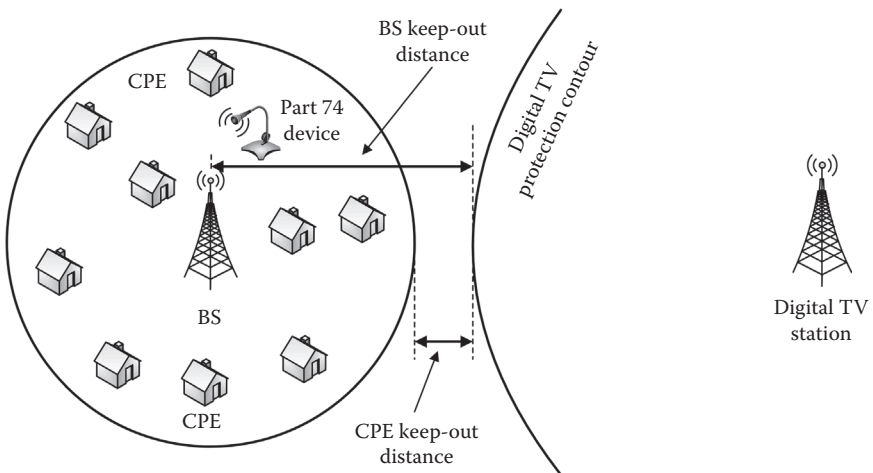 BS keep-out
distance
CPE
Part 74
device
Digital TV
protection contour
BS
Digital TV
station
CPE
CPE keep-out
distance